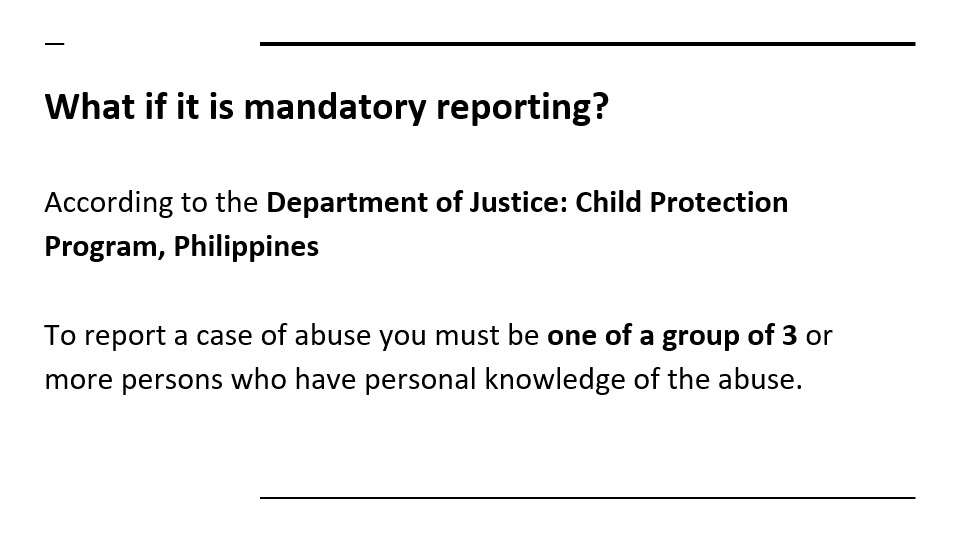 What if it is mandatory reporting?
According to the Department of Justice: Child Protection
Program, Philippines
To report a case of abuse you must be one of a group of 3 or
more persons who have personal knowledge of the abuse.